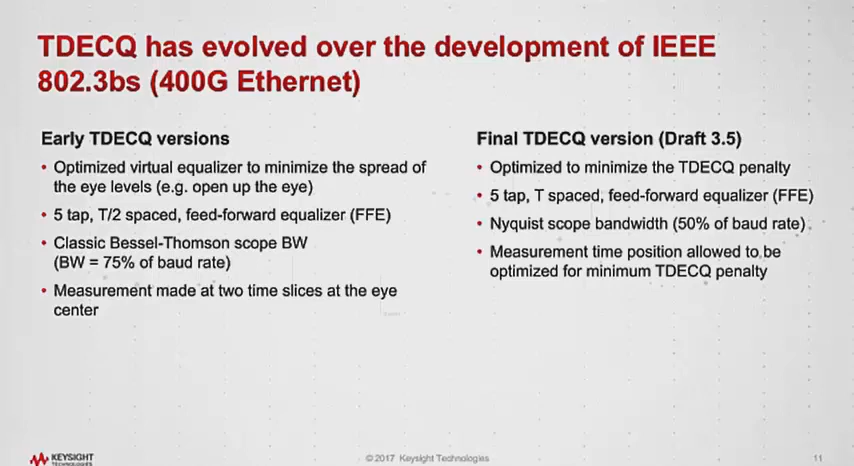 TDECQ has evolved over the development of IEEE
802.3bs (400G Ethernet)
Early TDECQ versions
• Optimized virtual equalizer to minimize the spread of
the eye levels (e.g. open up the eye)
• 5 tap, T/2 spaced, feed-forward equalizer (FFE)
• Classic Bessel-Thomson scope BW
(BW = 75% of baud rate)
• Measurement made at two time slices at the eye
center
Final TDECQ version (Draft 3.5)
• Optimized to minimize the TDECQ penalty
• 5 tap, T spaced, feed-forward equalizer (FFE)
• Nyquist scope bandwidth (50% of baud rate)
• Measurement time position allowed to be
optimized for minimum TDECQ penalty
KEYSIGHT
TECHNOLOGIES
© 2017 Keysight Technologies
11